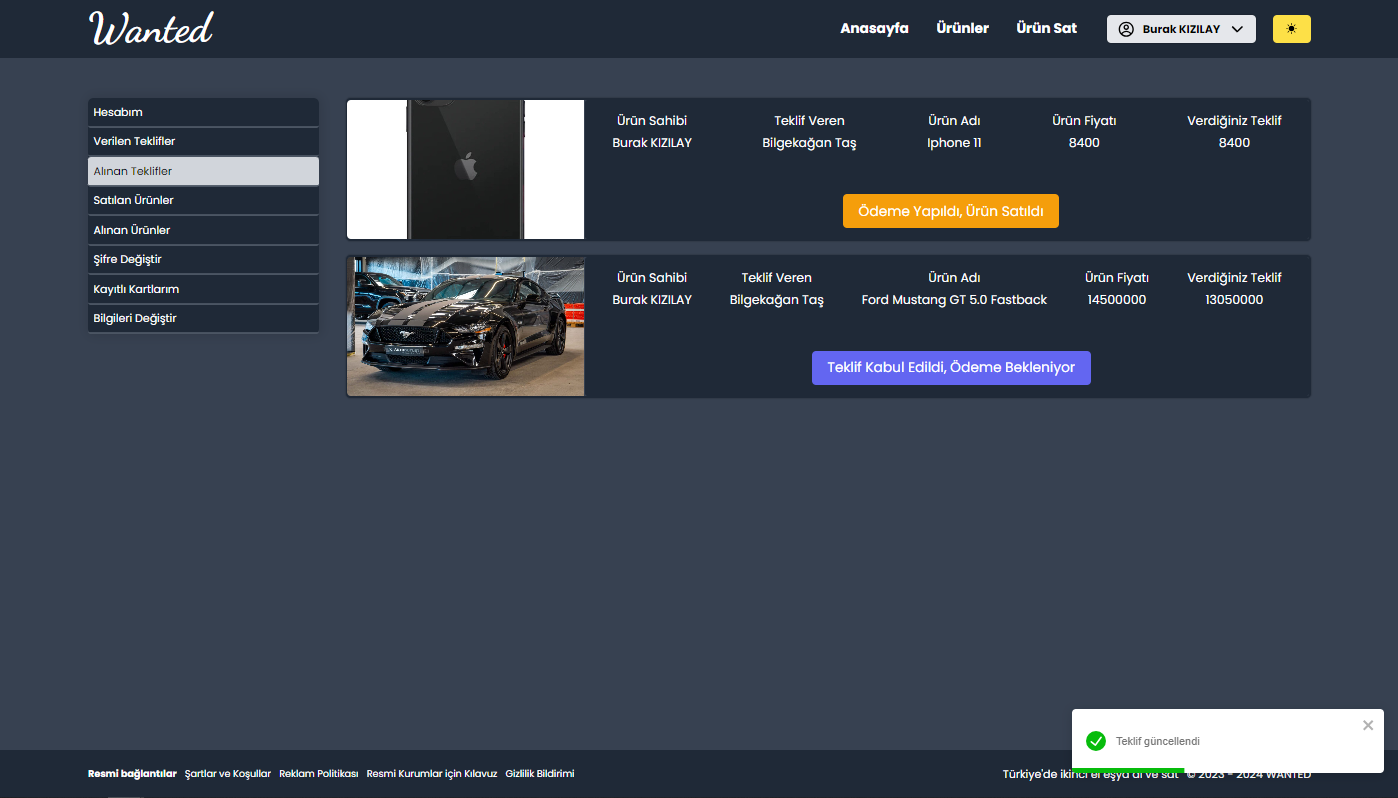 Wanted
Anasayfa Ürünler Ürün Sat Burak KIZILAY
Hesabım
Verilen Teklifler
Alınan Teklifler
Satılan Ürünler
Alınan Ürünler
Şifre Değiştir
Kayıtlı Kartlarım
Bilgileri Değiştir
Ürün Sahibi Teklif Veren Ürün Adı Ürün Fiyatı Verdiğiniz Teklif
Burak KIZILAY Bilgekağan Taş Iphone 11 8400 8400
Ödeme Yapıldı, Ürün Satıldı
Ürün Sahibi Teklif Veren Ürün Adı Ürün Fiyatı Verdiğiniz Teklif
Burak KIZILAY Bilgekağan Taş Ford Mustang GT 5.0 Fastback 14500000 13050000
Teklif Kabul Edildi, Ödeme Bekleniyor
Teklif güncellendi
Resmi bağlantılar Şartlar ve Koşullar Reklam Politikası Resmi Kurumlar için Kılavuz Gizlilik Bildirimi
Türkiye'de ikinci el eşya al ve sat © 2023 - 2024 WANTED